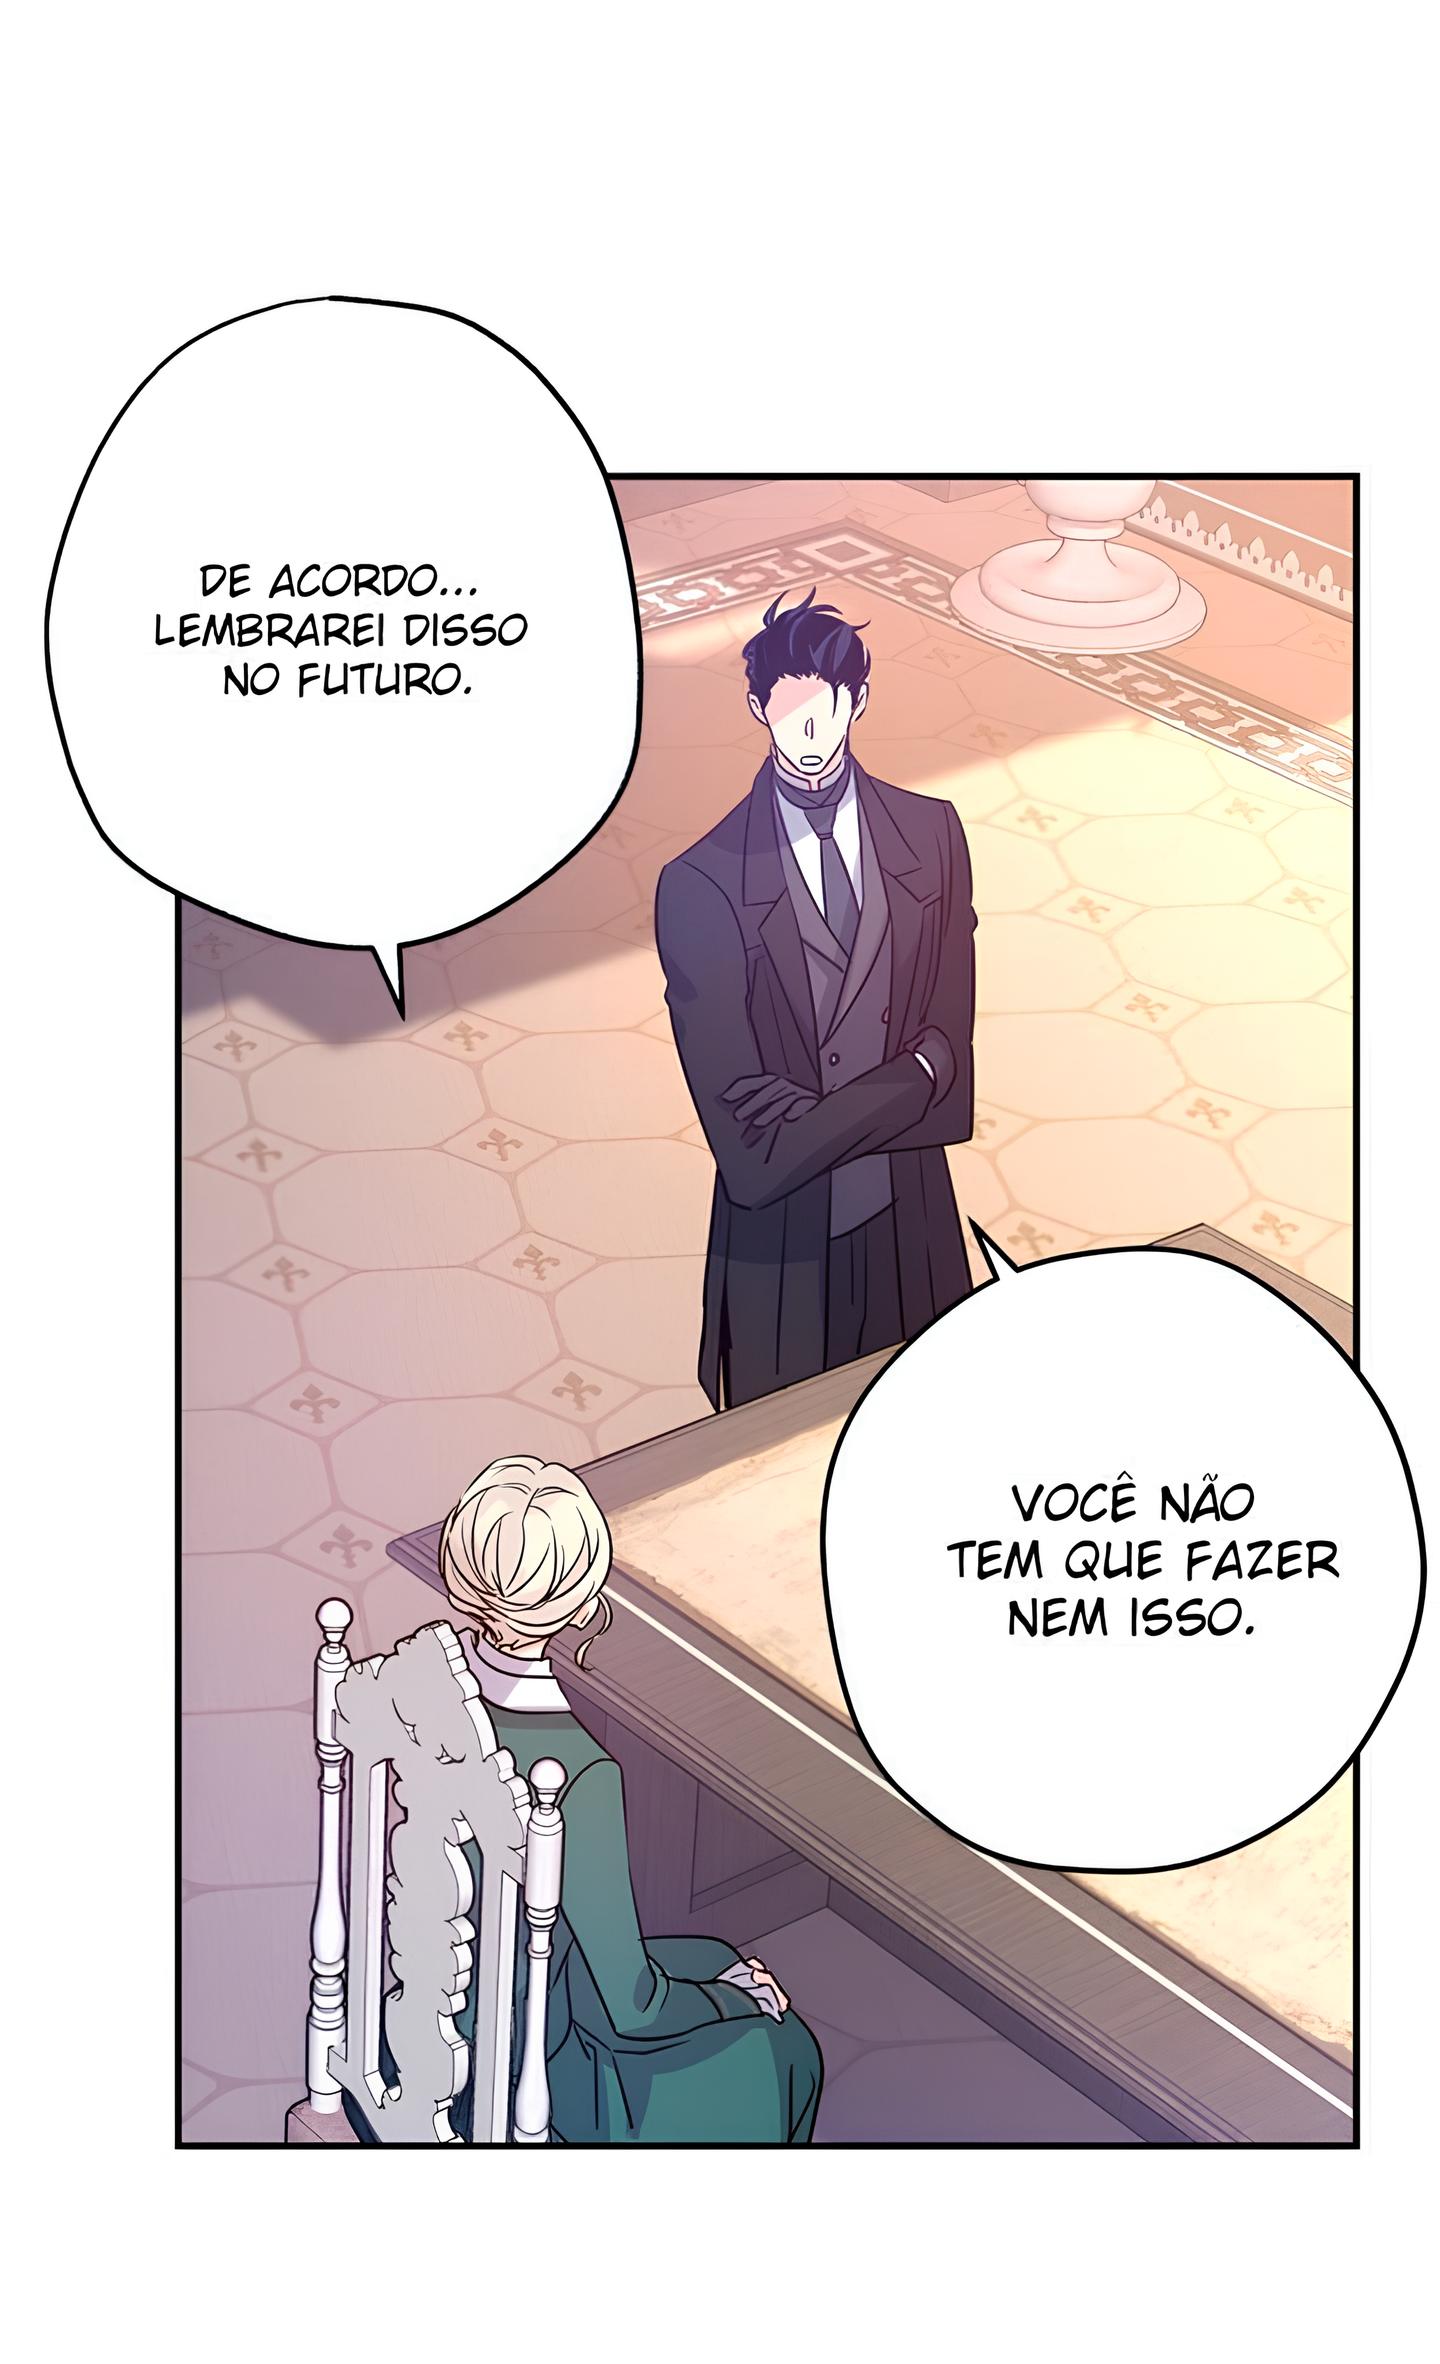 DE ACORDO...
LEMBRAREI DISSO
NO FUTURO.
VOCÊ NÃO
TEM QUE FAZER
NEM ISSO.